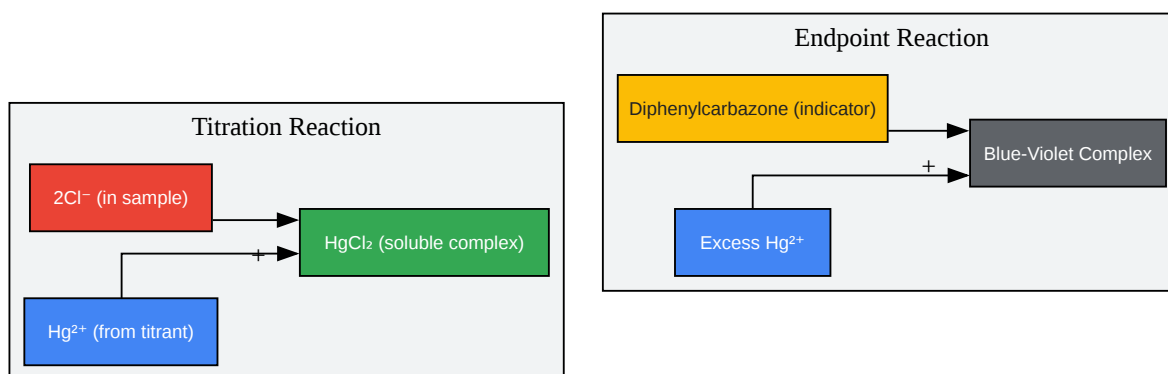 Titration Reaction
2Cl⁻ (in sample)
HgCl₂ (soluble complex)
+
Hg²⁺ (from titrant)
Endpoint Reaction
Diphenylcarbazone (indicator)
Blue-Violet Complex
+
Excess Hg²⁺